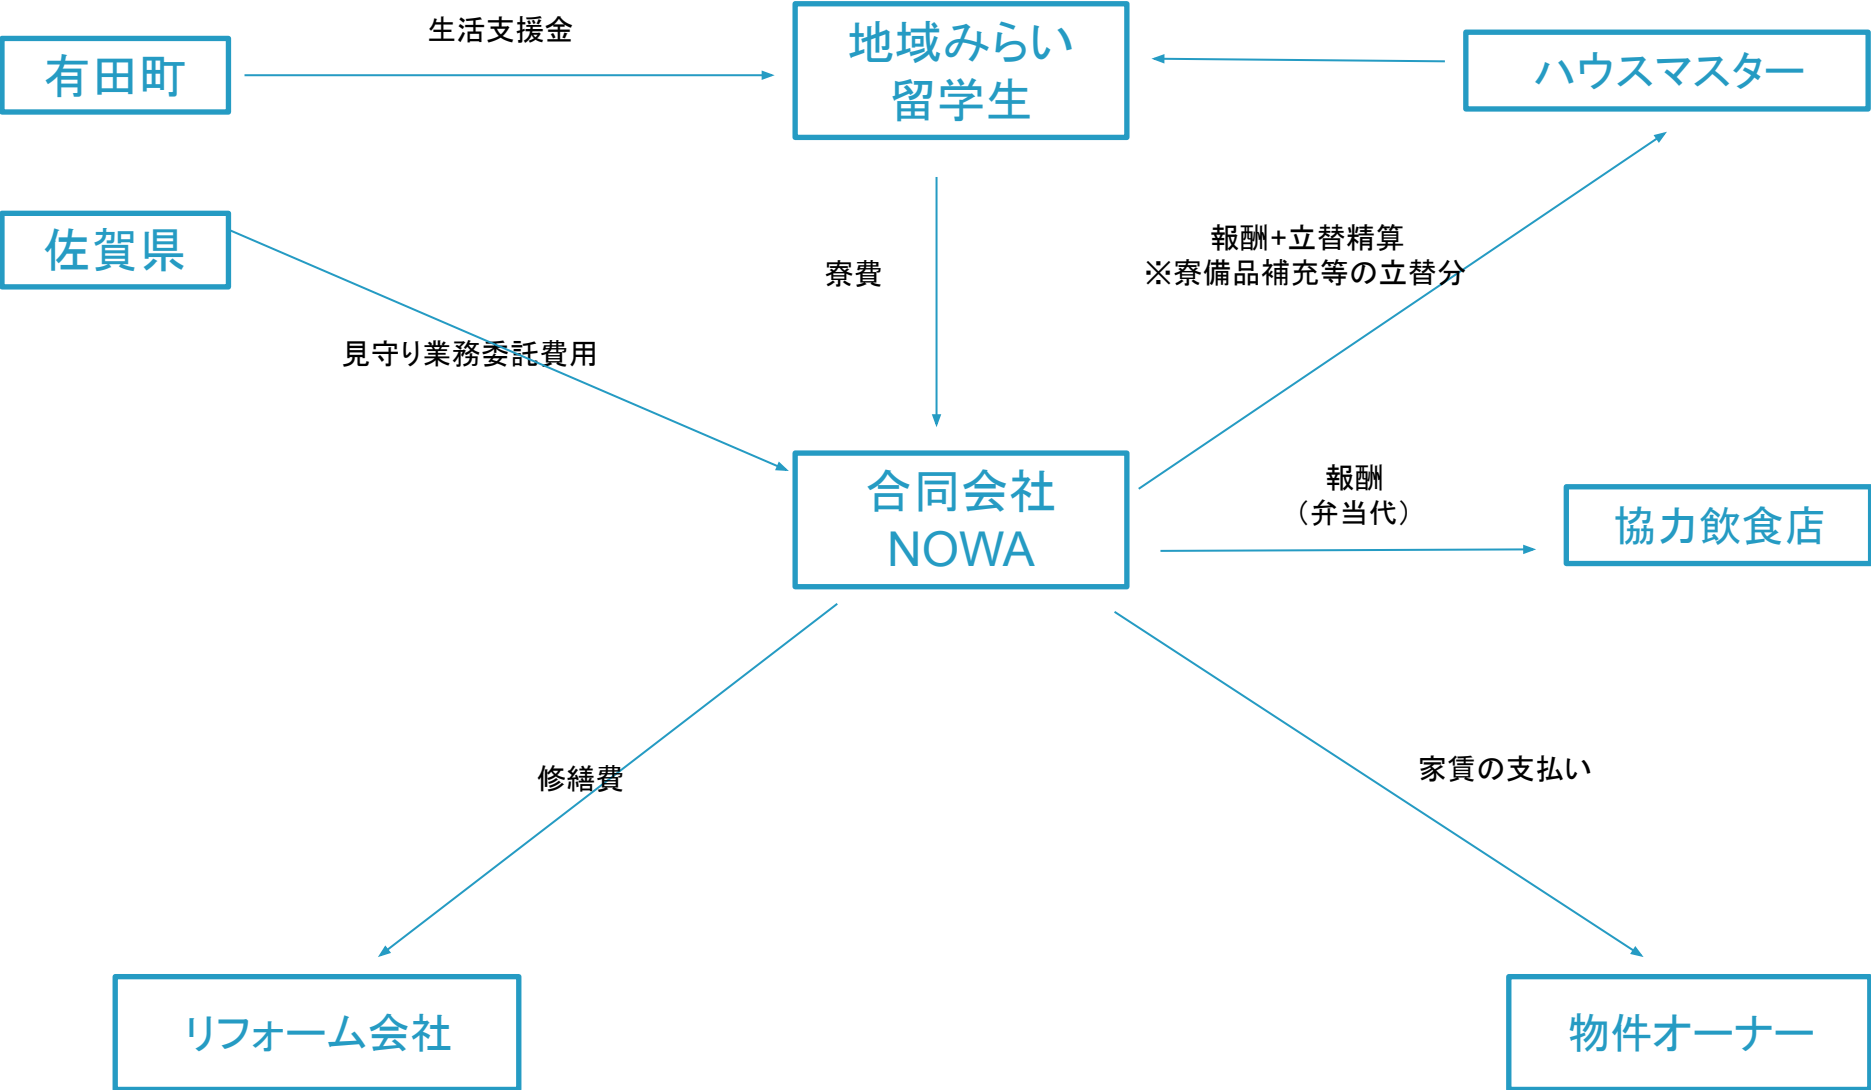 生活支援金
有田町
地域みらい
留学生
ハウスマスター
佐賀県
寮費
報酬+立替精算
※寮備品補充等の立替分
見守り業務委託費用
合同会社
NOWA
報酬
（弁当代）
協力飲食店
修繕費
家賃の支払い
リフォーム会社
物件オーナー